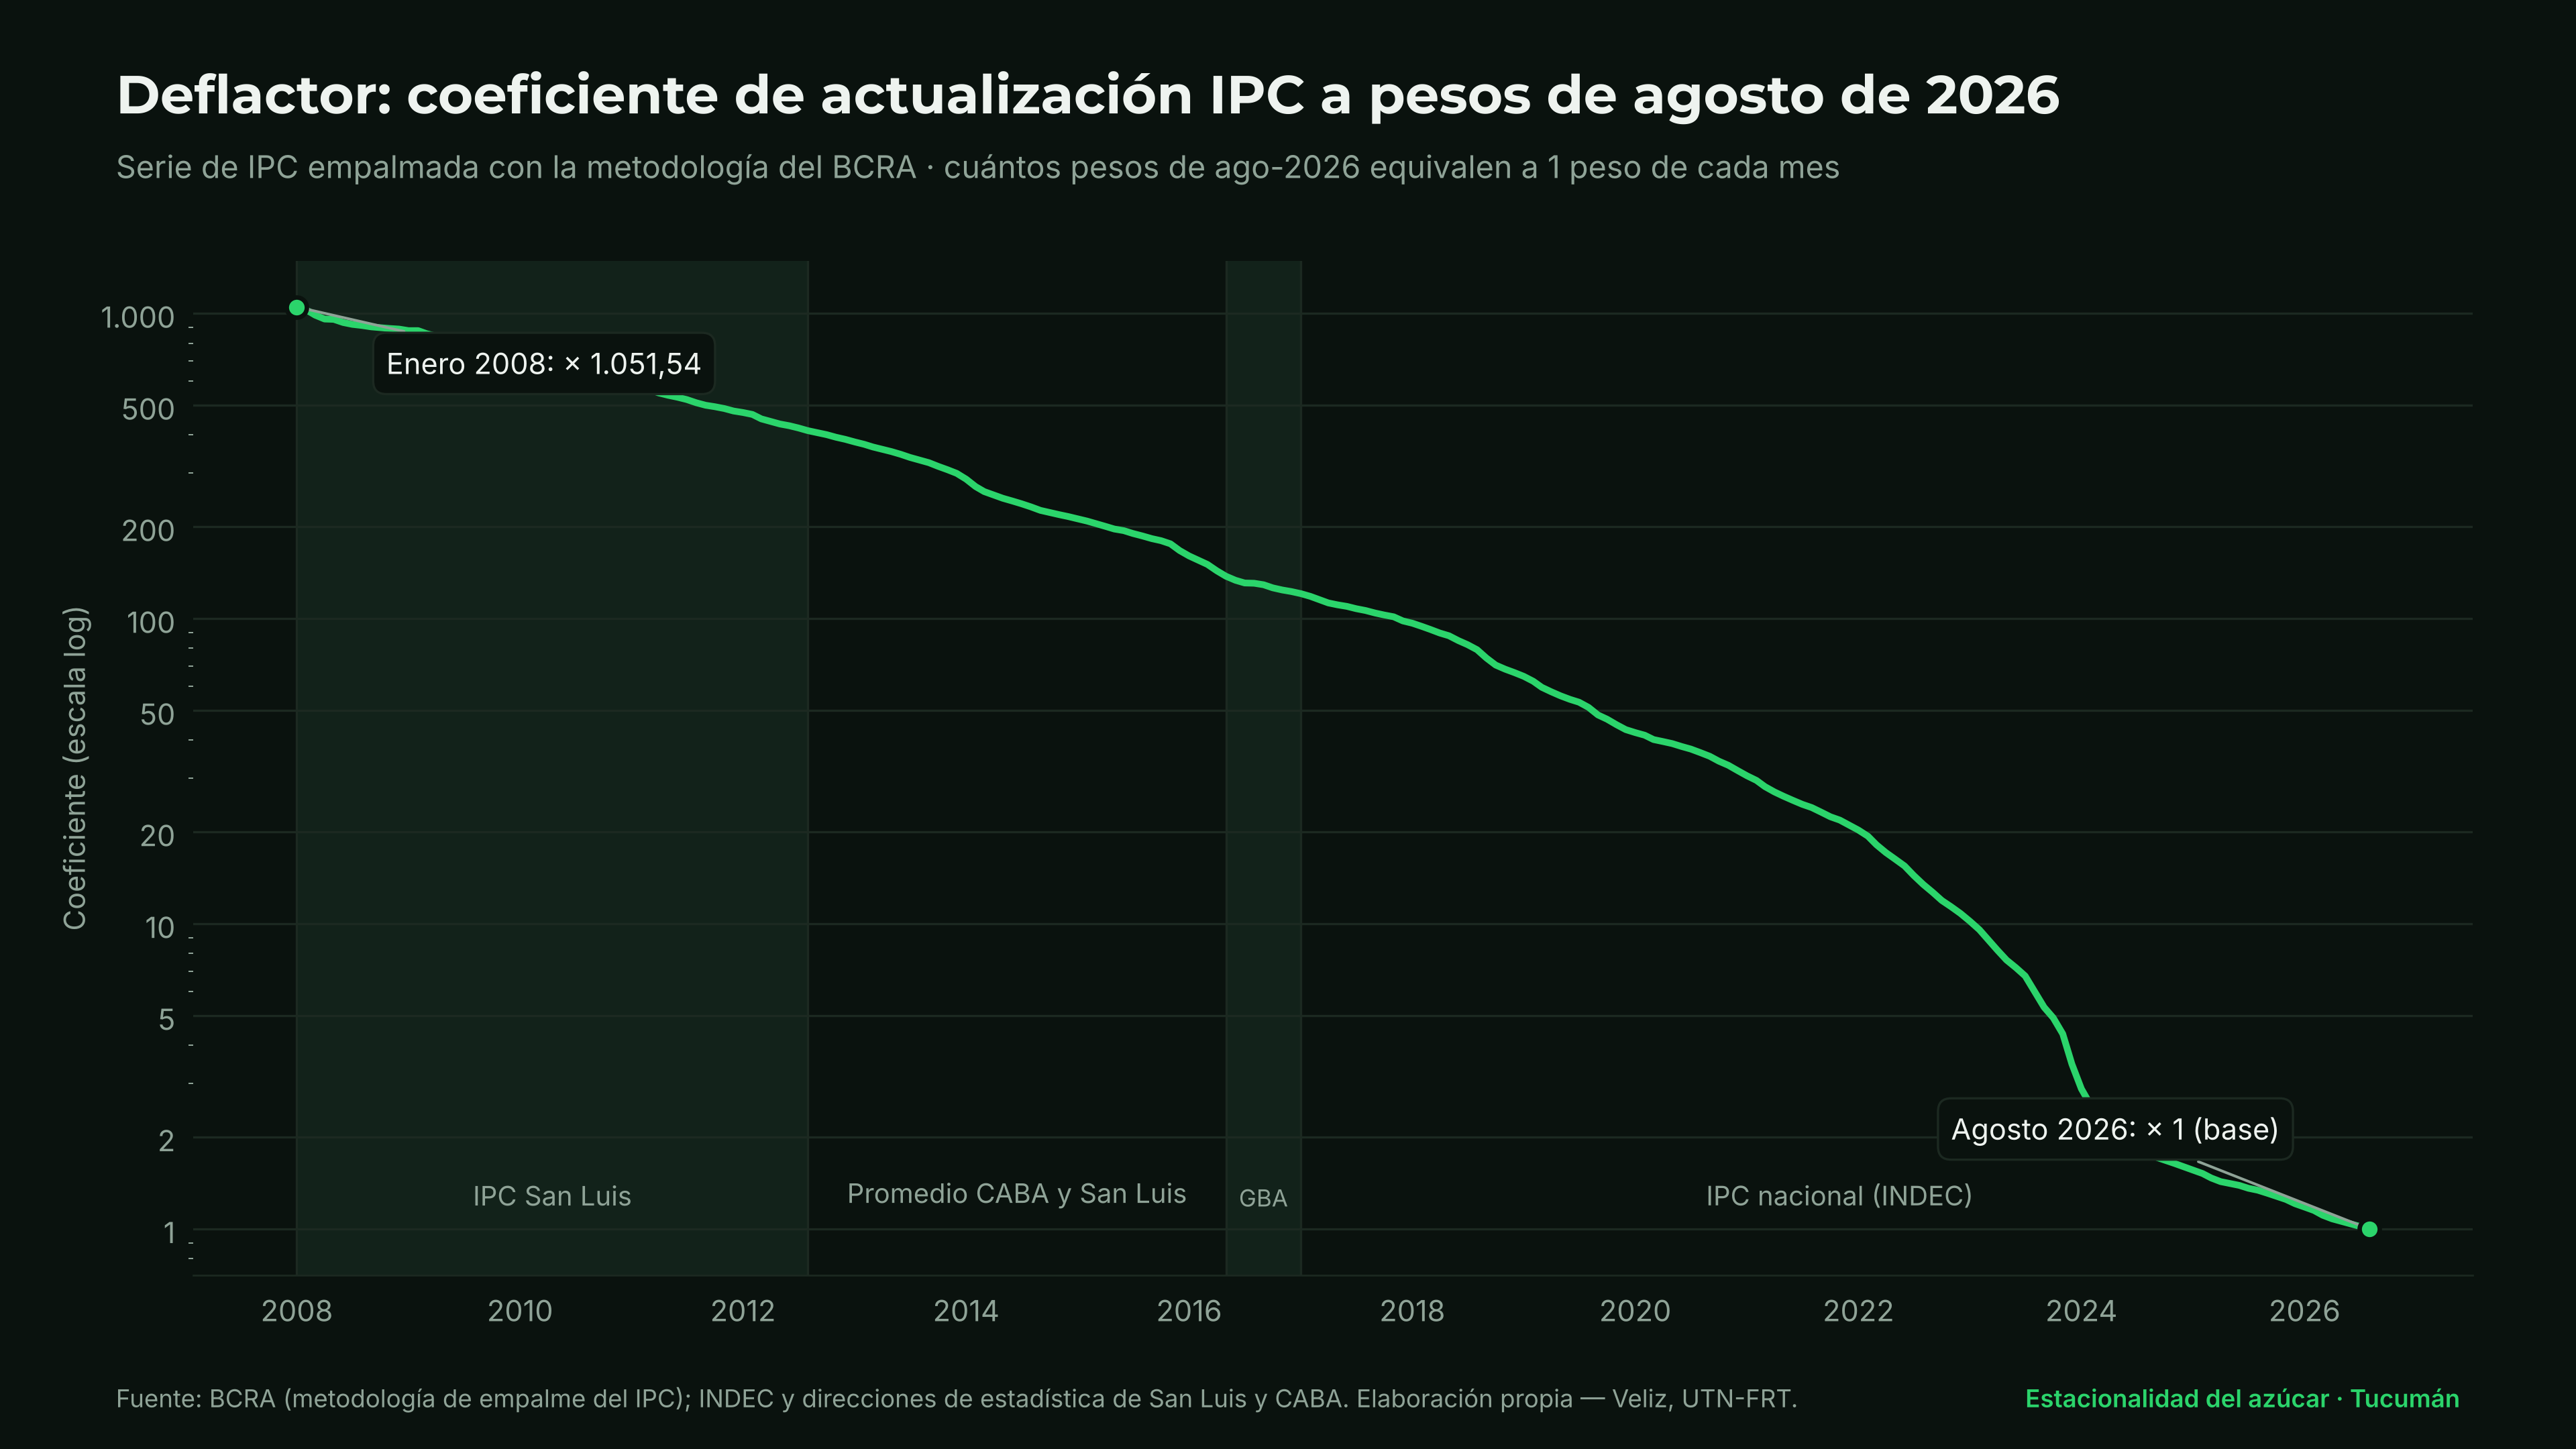 Deflactor: coeficiente de actualización IPC a pesos de agosto de 2026
Serie de IPC empalmada con la metodología del BCRA · cuántos pesos de ago-2026 equivalen a 1 peso de cada mes
Coeficiente (escala log)
1.000
500
200
100
50
20
10
5
2
1
Enero 2008: × 1.051,54
Agosto 2026: × 1 (base)
IPC San Luis
Promedio CABA y San Luis
GBA
IPC nacional (INDEC)
2008
2010
2012
2014
2016
2018
2020
2022
2024
2026
Fuente: BCRA (metodología de empalme del IPC); INDEC y direcciones de estadística de San Luis y CABA. Elaboración propia — Veliz, UTN-FRT.
Estacionalidad del azúcar · Tucumán